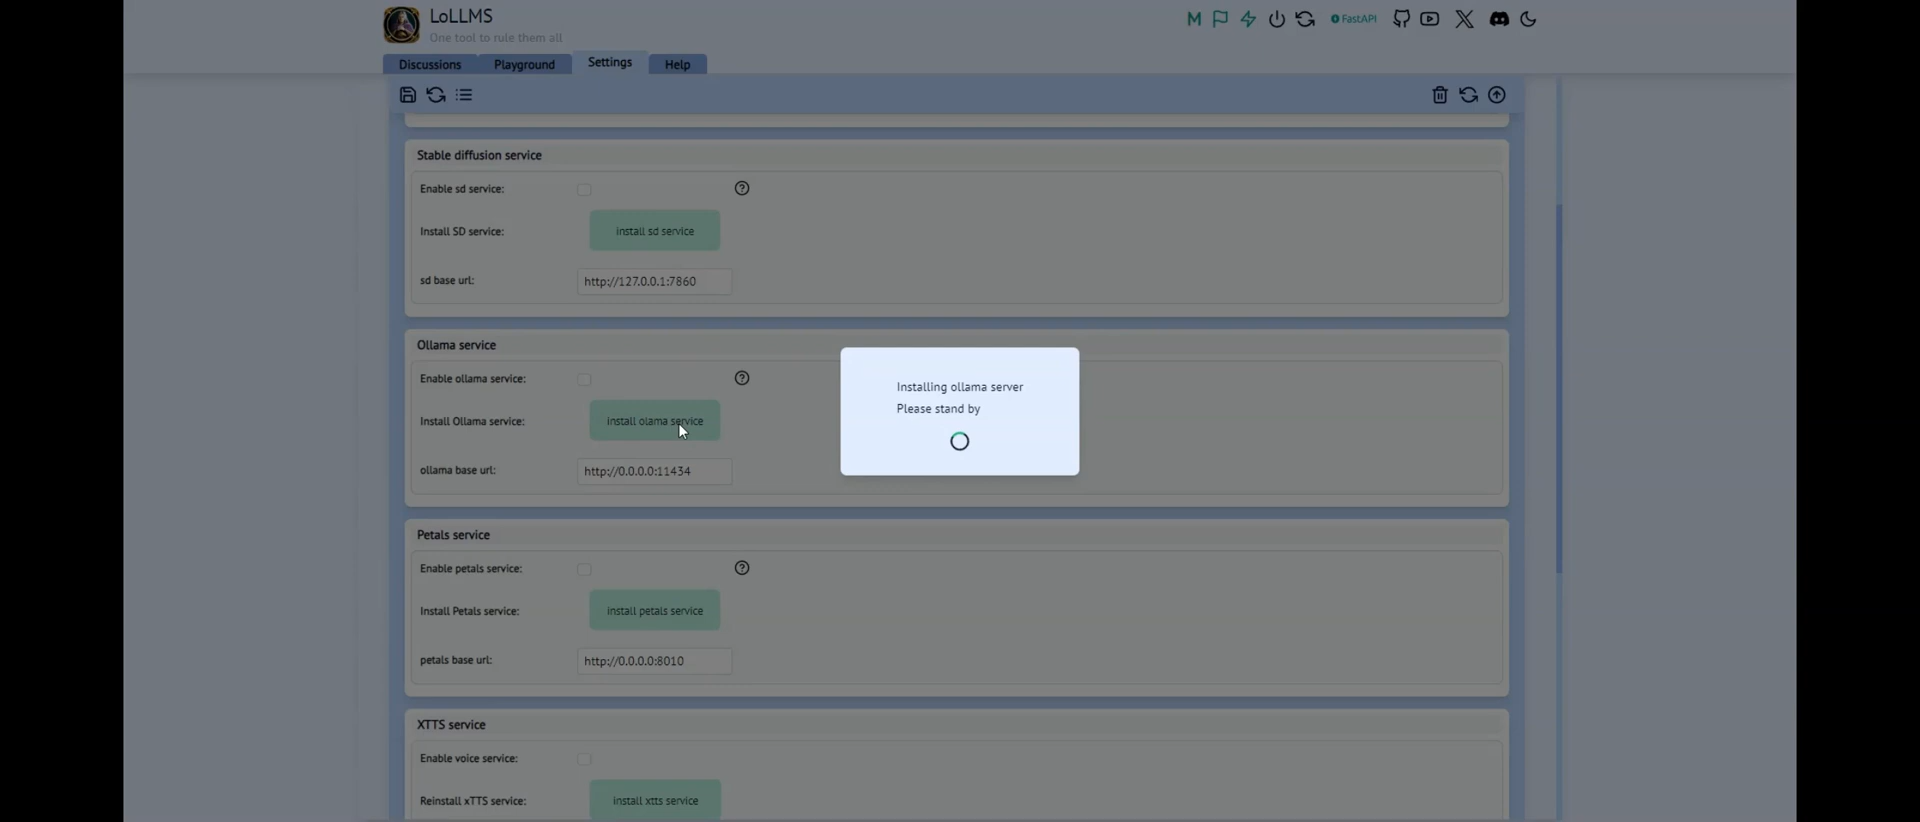 LoLLMS
One tool to rule them all
M
FastAPI
Discussions Playground Settings Help
Stable diffusion service
Enable sd service:
Install SD service: install sd service
sd base url: http://127.0.0.1:7860
Ollama service
Enable ollama service:
Install Ollama service: install olama service
ollama base url: http://0.0.0.0:11434
Installing ollama server
Please stand by
Petals service
Enable petals service:
Install Petals service: install petals service
petals base url: http://0.0.0.0:8010
XTTS service
Enable voice service:
Reinstall xTTS service: install xtts service